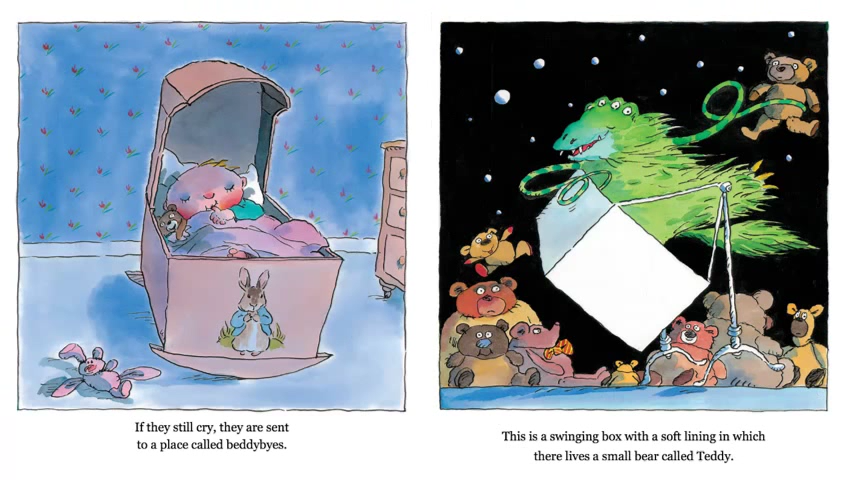 If they still cry, they are sent
to a place called beddybyes.
This is a swinging box with a soft lining in which
there lives a small bear called Teddy.